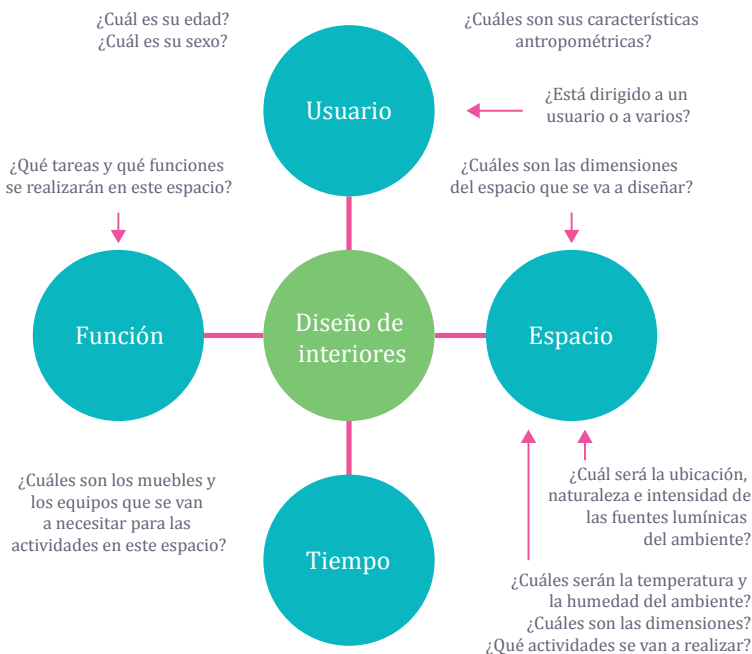 ¿Cuál es su edad?
¿Cuál es su sexo?
¿Cuáles son sus características
antropométricas?
Usuario
¿Está dirigido a un
usuario o a varios?
¿Qué tareas y qué funciones
se realizarán en este espacio?
¿Cuáles son las dimensiones
del espacio que se va a diseñar?
Función
Diseño de
interiores
Espacio
¿Cuáles son los muebles y
los equipos que se van
a necesitar para las
actividades en este espacio?
Tiempo
¿Cuál será la ubicación,
naturaleza e intensidad de
las fuentes lumínicas
del ambiente?
¿Cuáles serán la temperatura y
la humedad del ambiente?
¿Cuáles son las dimensiones?
¿Qué actividades se van a realizar?